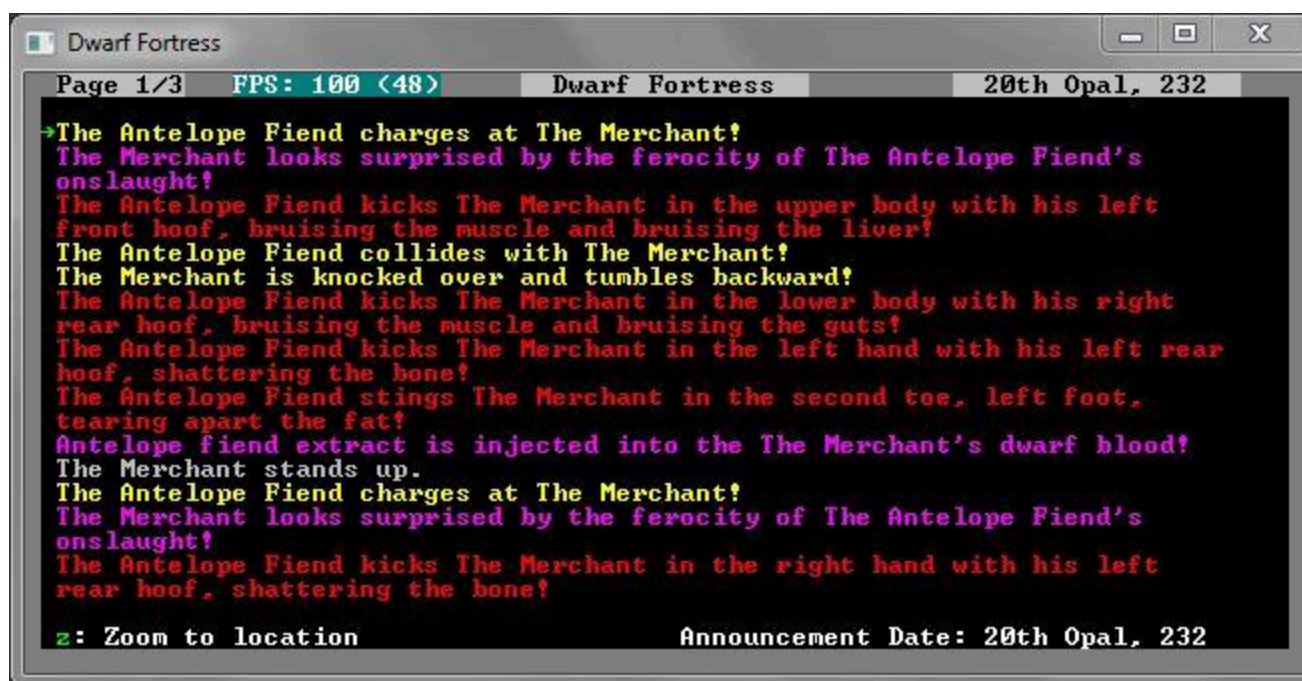 Dwarf Fortress
Page 1/3 FPS: 100 (48) Dwarf Fortress 20th Opal, 232
→The Antelope Fiend charges at The Merchant!
The Merchant looks surprised by the ferocity of The Antelope Fiend's
onslaught!
The Antelope Fiend kicks The Merchant in the upper body with his left
front hoof, bruising the muscle and bruising the liver!
The Antelope Fiend collides with The Merchant!
The Merchant is knocked over and tumbles backward!
The Antelope Fiend kicks The Merchant in the lower body with his right
rear hoof, bruising the muscle and bruising the guts!
The Antelope Fiend kicks The Merchant in the left hand with his left rear
hoof, shattering the bone!
The Antelope Fiend stings The Merchant in the second toe, left foot,
tearing apart the fat!
Antelope fiend extract is injected into the The Merchant's dwarf blood!
The Merchant stands up.
The Antelope Fiend charges at The Merchant!
The Merchant looks surprised by the ferocity of The Antelope Fiend's
onslaught!
The Antelope Fiend kicks The Merchant in the right hand with his left
rear hoof, shattering the bone!
z: Zoom to location Announcement Date: 20th Opal, 232